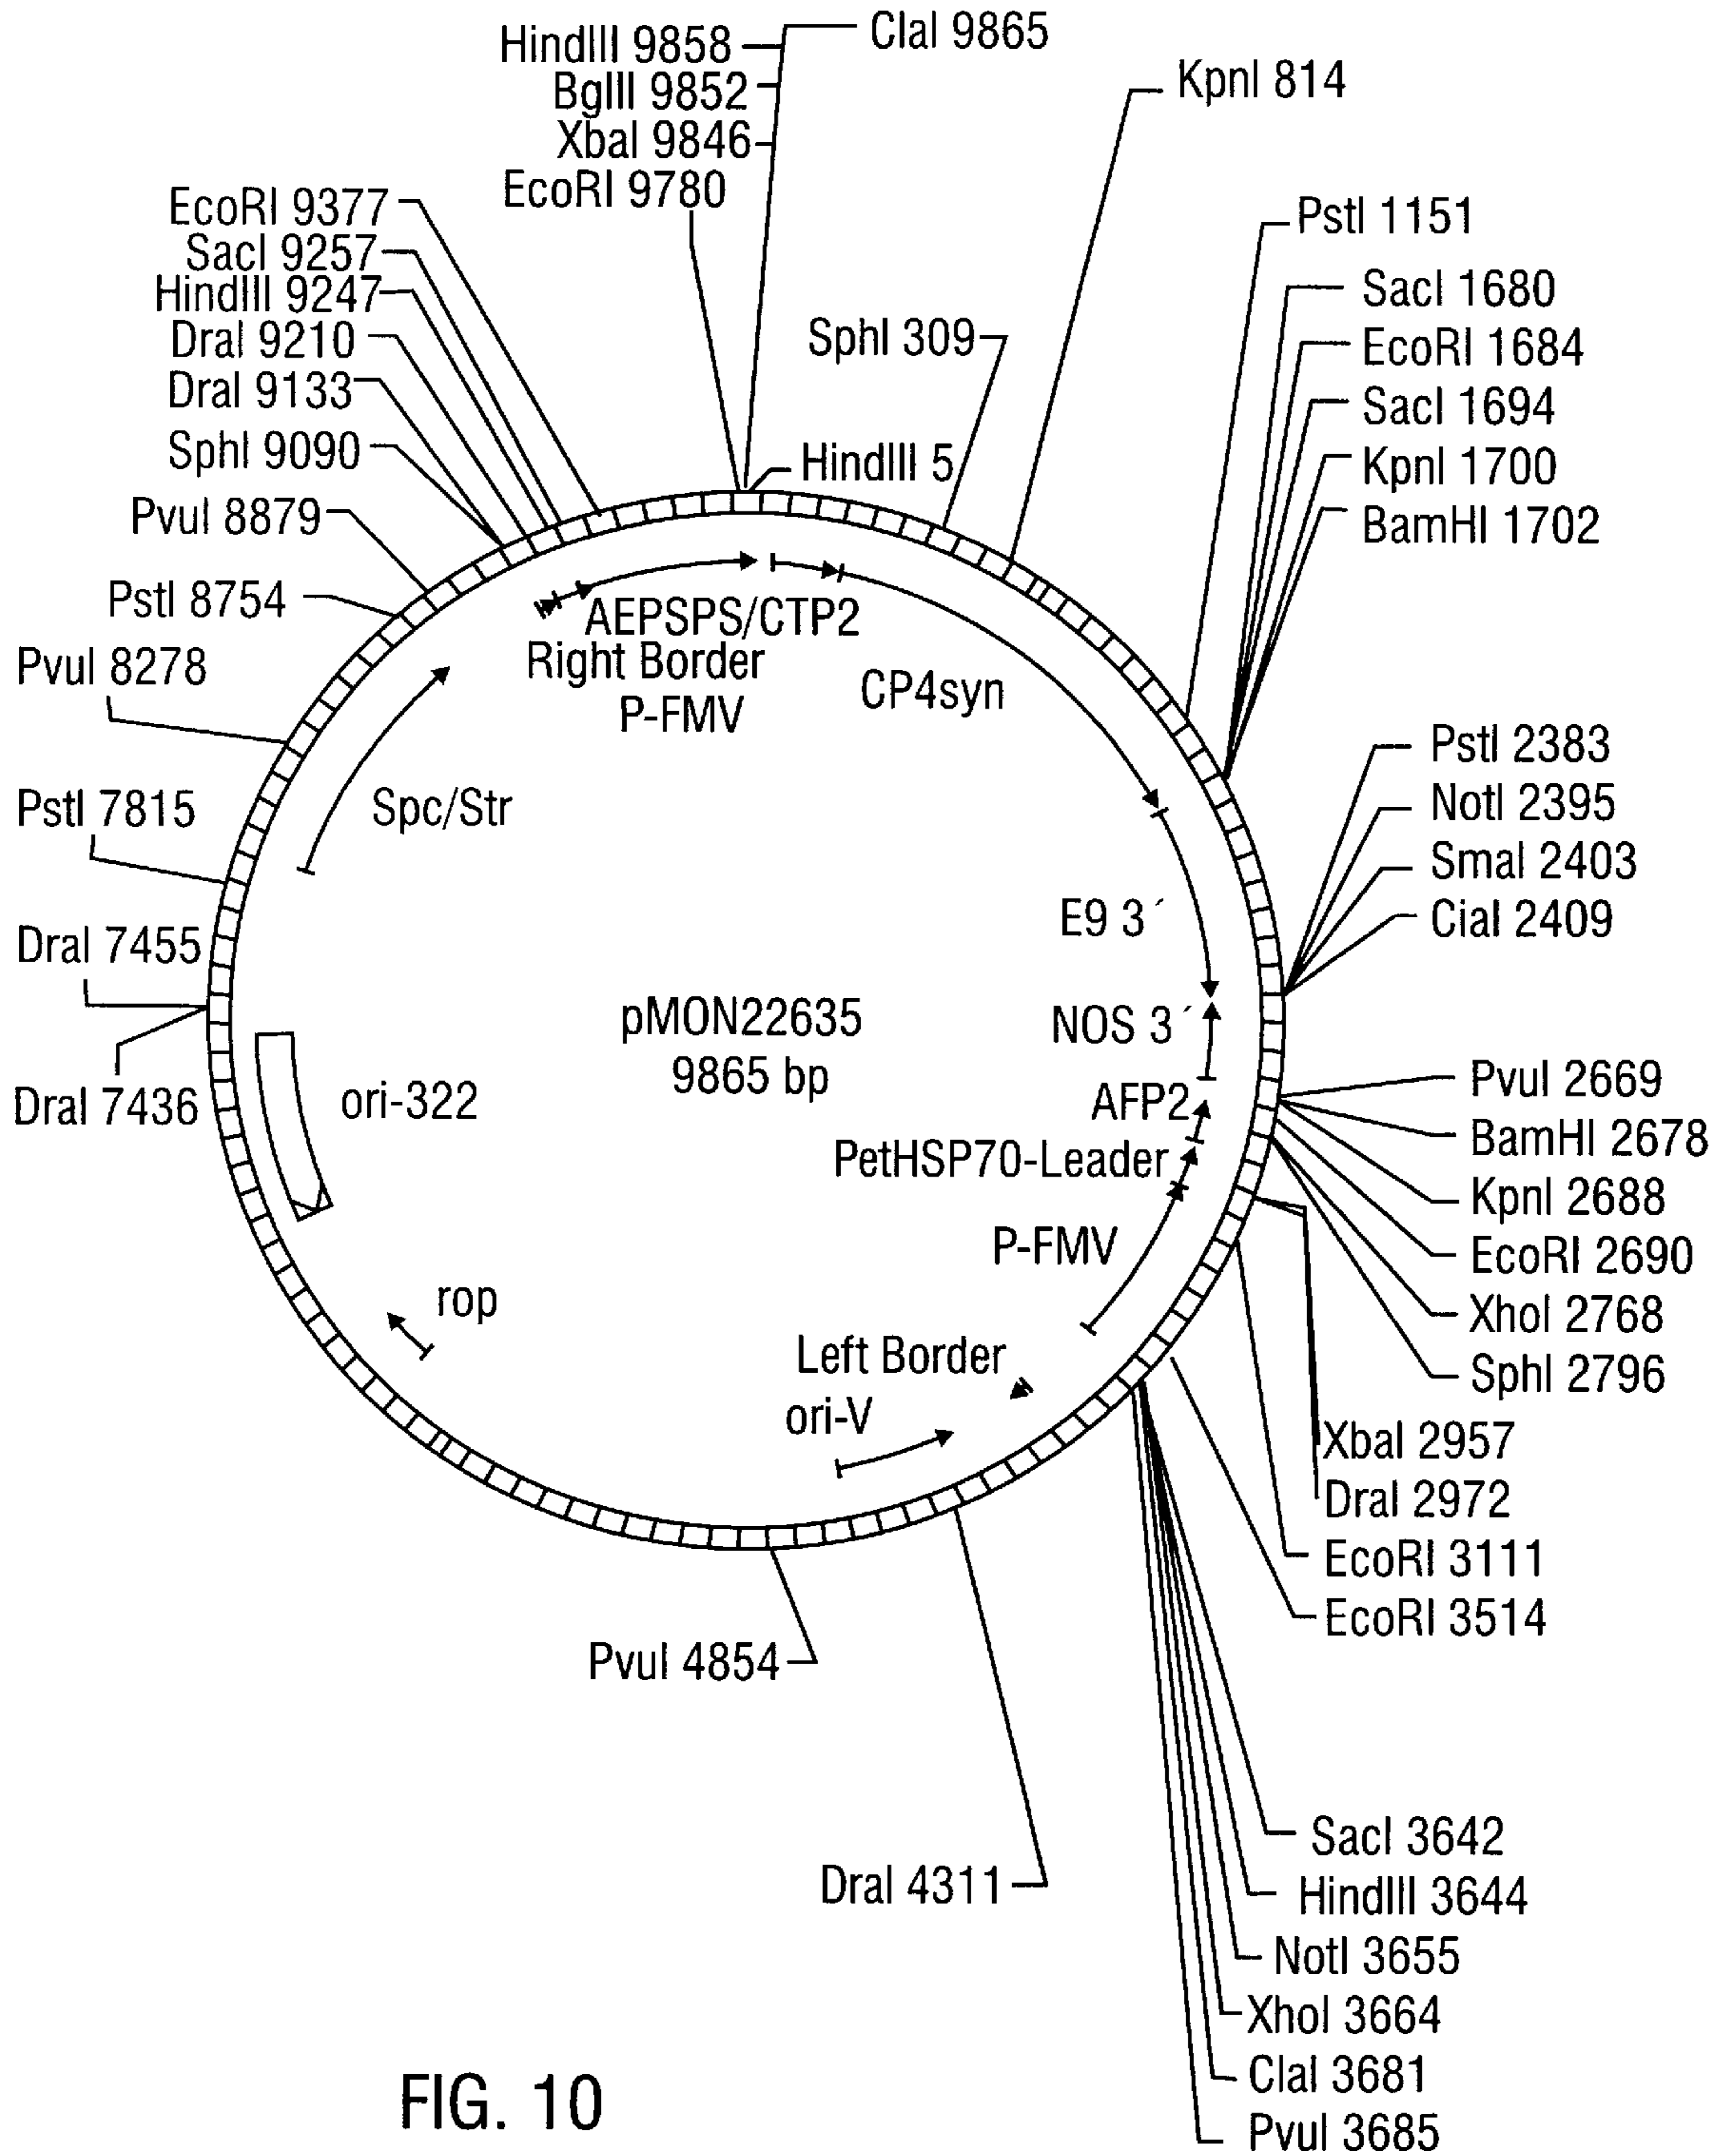 HindIII 9858
BglII 9852
XbaI 9846
EcoRI 9780
ClaI 9865
KpnI 814
EcoRI 9377
SacI 9257
HindIII 9247
DraI 9210
DraI 9133
SphI 9090
PvuI 8879
PstI 8754
PvuI 8278
PstI 7815
DraI 7455
DraI 7436
SphI 309
HindIII 5
PstI 1151
SacI 1680
EcoRI 1684
SacI 1694
KpnI 1700
BamHI 1702
PstI 2383
NotI 2395
SmaI 2403
CiaI 2409
PvuI 2669
BamHI 2678
KpnI 2688
EcoRI 2690
XhoI 2768
SphI 2796
XbaI 2957
DraI 2972
EcoRI 3111
EcoRI 3514
AEPSPS/CTP2
Right Border
P-FMV
CP4syn
Spc/Str
E9 3´
pMON22635
9865 bp
NOS 3´
AFP2
PetHSP70-Leader
P-FMV
ori-322
rop
Left Border
ori-V
PvuI 4854
DraI 4311
SacI 3642
HindIII 3644
NotI 3655
XhoI 3664
ClaI 3681
PvuI 3685
FIG. 10